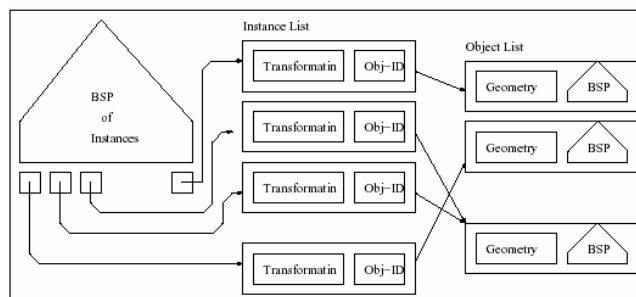 Instance List
Object List
BSP
of
Instances
Transformatin Obj-ID
Transformatin Obj-ID
Transformatin Obj-ID
Transformatin Obj-ID
Geometry BSP
Geometry BSP
Geometry BSP